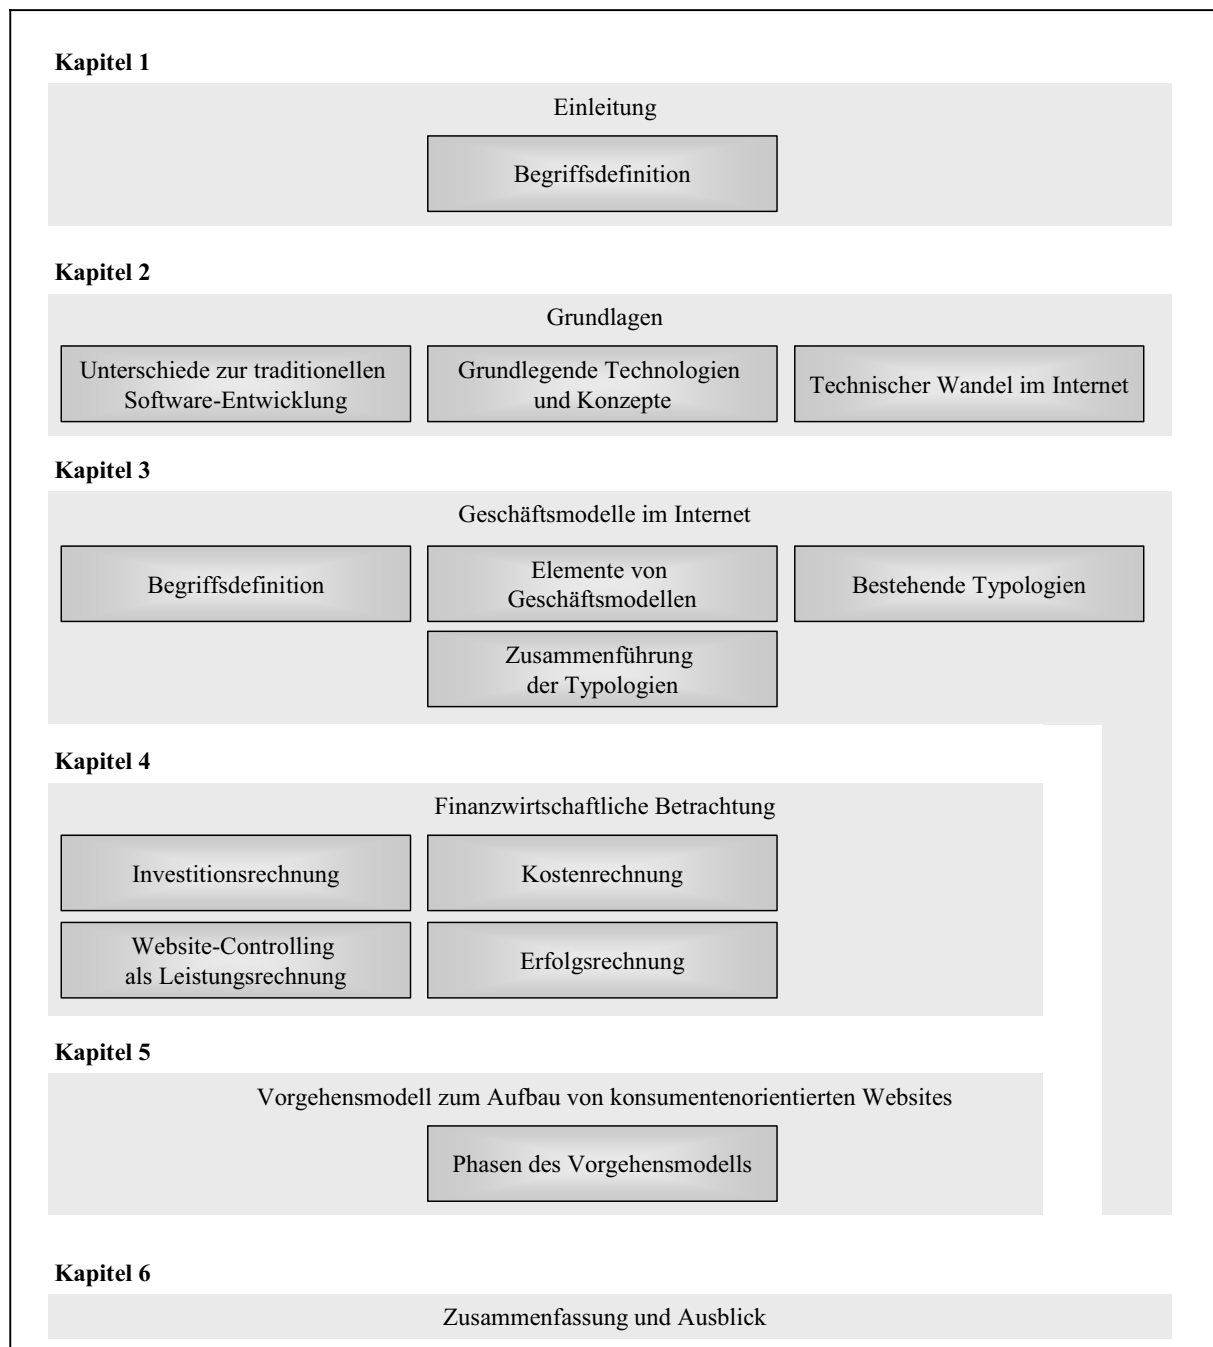 Kapitel 1
Einleitung
Begriffsdefinition
Kapitel 2
Grundlagen
Unterschiede zur traditionellen
Software-Entwicklung
Grundlegende Technologien
und Konzepte
Technischer Wandel im Internet
Kapitel 3
Geschäftsmodelle im Internet
Begriffsdefinition
Elemente von
Geschäftsmodellen
Bestehende Typologien
Zusammenführung
der Typologien
Kapitel 4
Finanzwirtschaftliche Betrachtung
Investitionsrechnung
Kostenrechnung
Website-Controlling
als Leistungsrechnung
Erfolgsrechnung
Kapitel 5
Vorgehensmodell zum Aufbau von konsumentenorientierten Websites
Phasen des Vorgehensmodells
Kapitel 6
Zusammenfassung und Ausblick